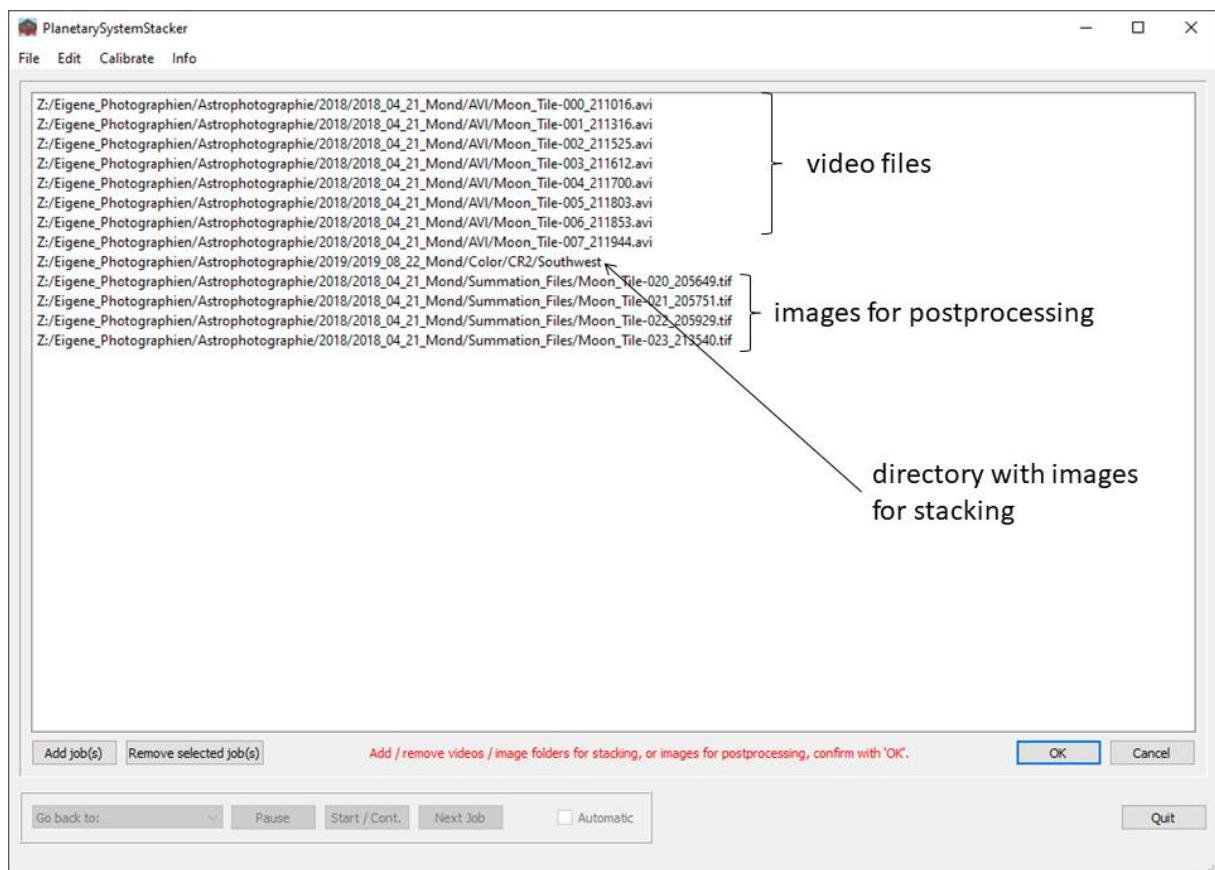 PlanetarySystemStacker
File Edit Calibrate Info
Z:/Eigene_Photographien/Astrophotographie/2018/2018_04_21_Mond/AVI/Moon_Tile-000_211016.avi
Z:/Eigene_Photographien/Astrophotographie/2018/2018_04_21_Mond/AVI/Moon_Tile-001_211316.avi
Z:/Eigene_Photographien/Astrophotographie/2018/2018_04_21_Mond/AVI/Moon_Tile-002_211525.avi
Z:/Eigene_Photographien/Astrophotographie/2018/2018_04_21_Mond/AVI/Moon_Tile-003_211612.avi
Z:/Eigene_Photographien/Astrophotographie/2018/2018_04_21_Mond/AVI/Moon_Tile-004_211700.avi
Z:/Eigene_Photographien/Astrophotographie/2018/2018_04_21_Mond/AVI/Moon_Tile-005_211803.avi
Z:/Eigene_Photographien/Astrophotographie/2018/2018_04_21_Mond/AVI/Moon_Tile-006_211853.avi
Z:/Eigene_Photographien/Astrophotographie/2018/2018_04_21_Mond/AVI/Moon_Tile-007_211944.avi
video files
Z:/Eigene_Photographien/Astrophotographie/2019/2019_08_22_Mond/Color/CR2/Southwest
Z:/Eigene_Photographien/Astrophotographie/2018/2018_04_21_Mond/Summation_Files/Moon_Tile-020_205649.tif
Z:/Eigene_Photographien/Astrophotographie/2018/2018_04_21_Mond/Summation_Files/Moon_Tile-021_205751.tif
Z:/Eigene_Photographien/Astrophotographie/2018/2018_04_21_Mond/Summation_Files/Moon_Tile-022_205929.tif
Z:/Eigene_Photographien/Astrophotographie/2018/2018_04_21_Mond/Summation_Files/Moon_Tile-023_213540.tif
images for postprocessing
directory with images
for stacking
Add job(s) Remove selected job(s) Add / remove videos / image folders for stacking, or images for postprocessing, confirm with 'OK'. OK Cancel
Go back to: Pause Start / Cont. Next Job Automatic Quit